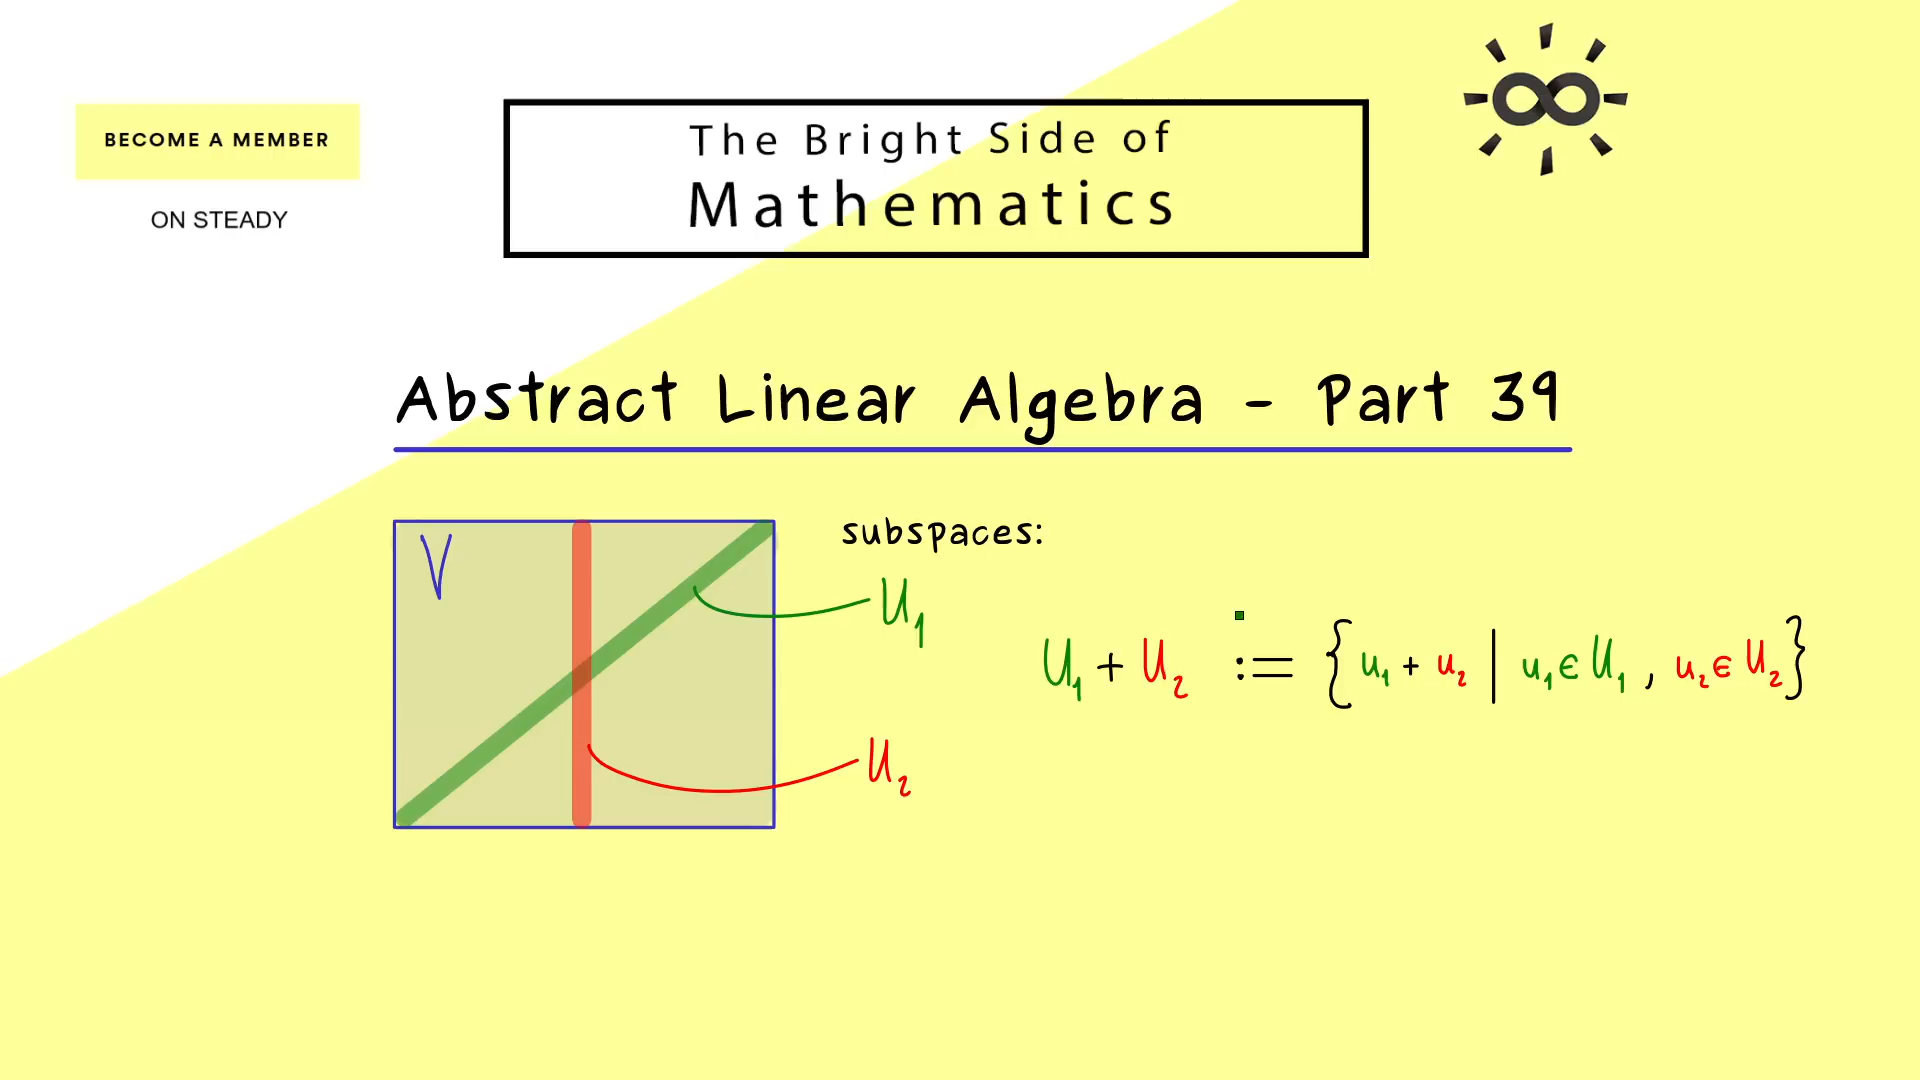 BECOME A MEMBER
ON STEADY
The Bright Side of
Mathematics
Abstract Linear Algebra - Part 39
V
subspaces:
U₁
U₁ + U₂ := { u₁ + u₂ | u₁ ∈ U₁ , u₂ ∈ U₂ }
U₂